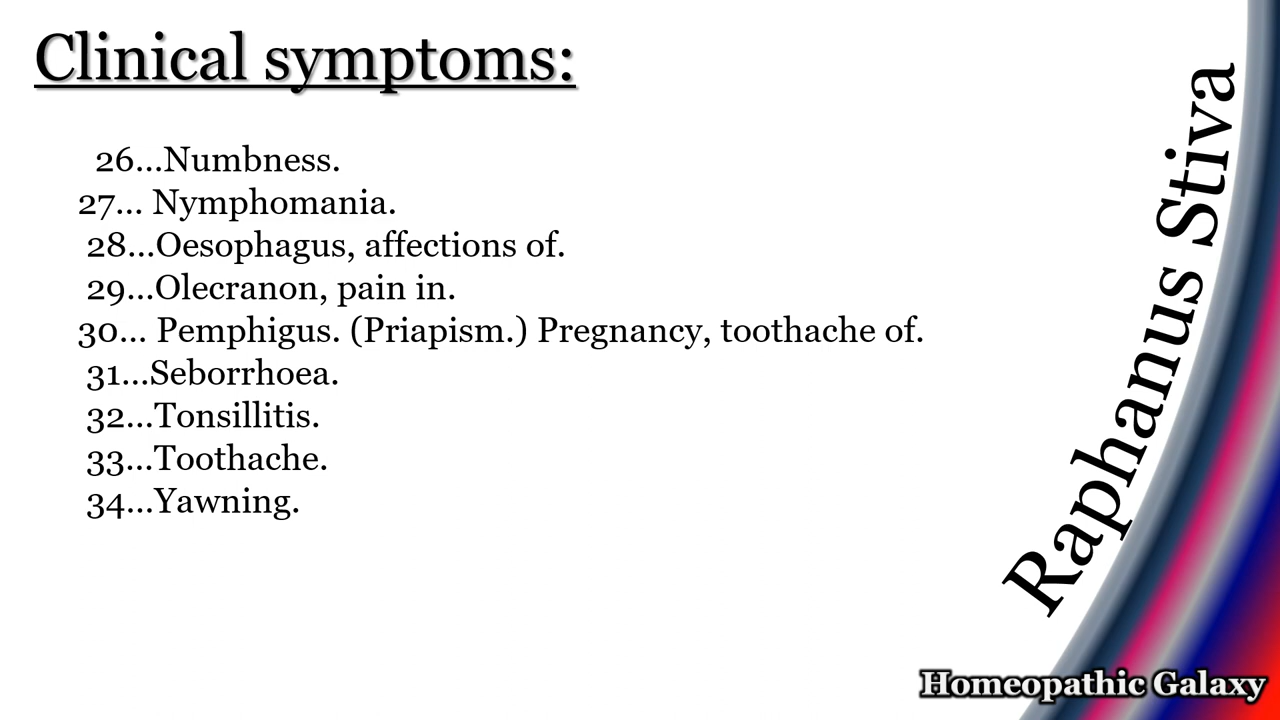 Clinical symptoms:
26...Numbness.
27... Nymphomania.
28...Oesophagus, affections of.
29...Olecranon, pain in.
30... Pemphigus. (Priapism.) Pregnancy, toothache of.
31...Seborrhoea.
32...Tonsillitis.
33...Toothache.
34...Yawning.
Raphanus Stiva
Homeopathic Galaxy